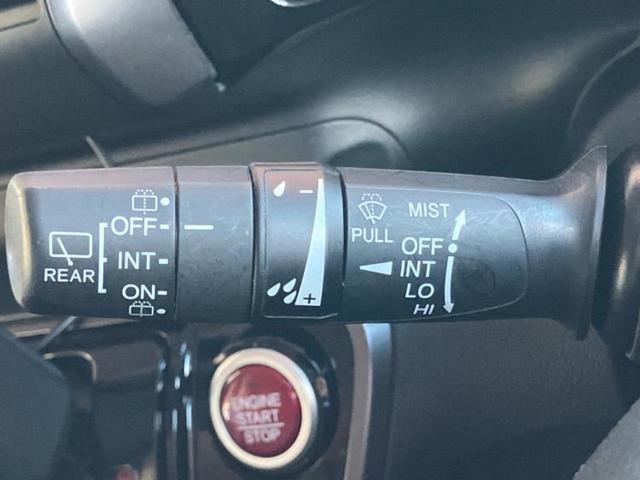 OFF
REAR
INT
ON
−
+
MIST
PULL
OFF
INT
LO
HI
ENGINE
START
STOP